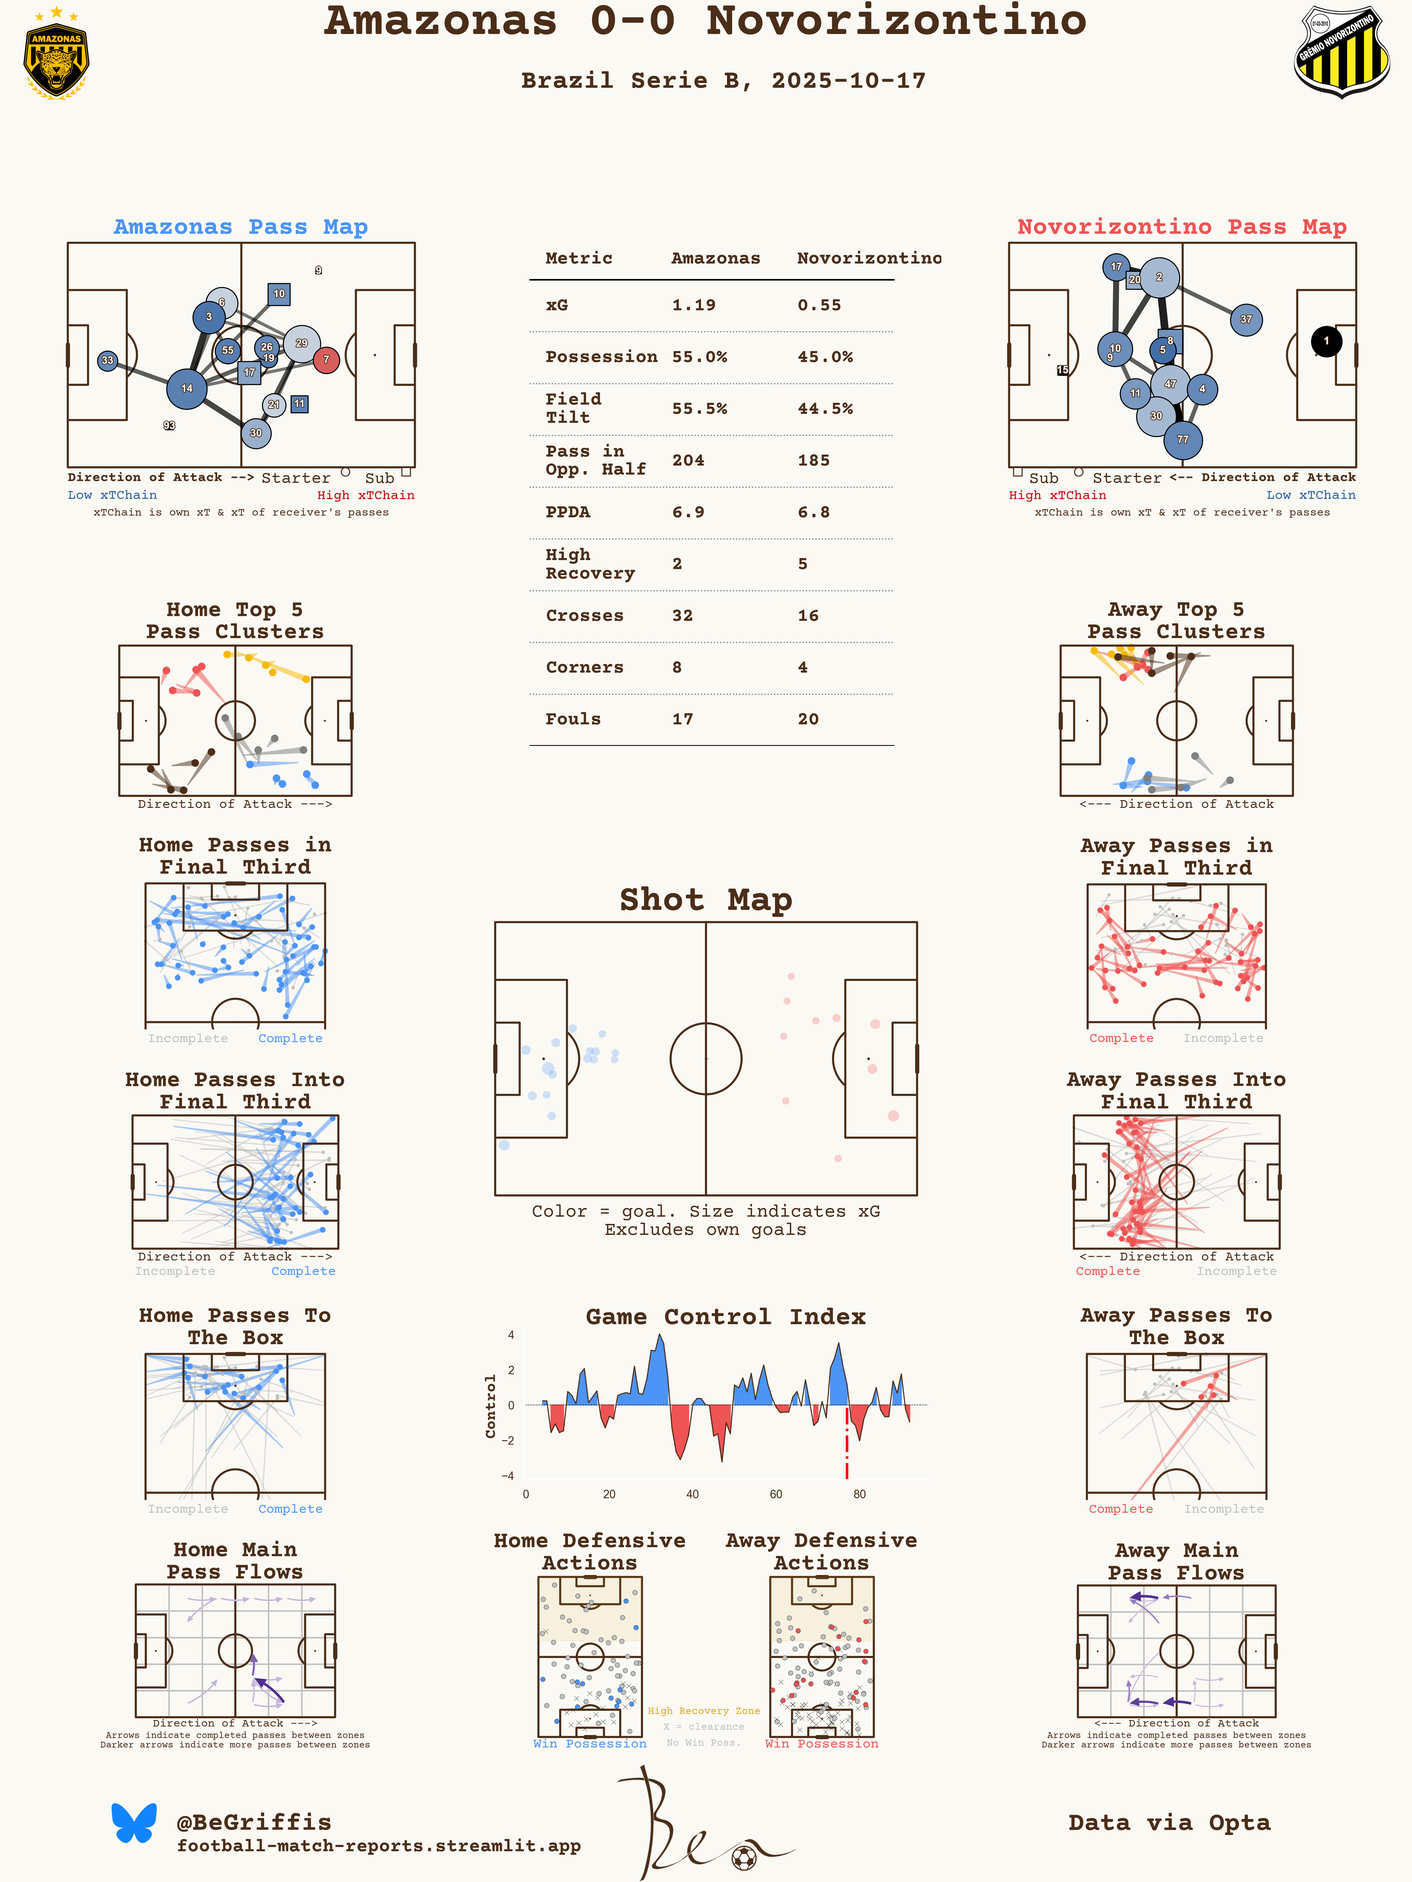 Amazonas 0-0 Novorizontino
Brazil Serie B, 2025-10-17
AMAZONAS
01-03-2010
GRÊMIO NOVORIZONTINO
Amazonas Pass Map
9
10
6
3
29
55
26
19
7
33
17
14
21
11
93
30
Direction of Attack --> Starter Sub
Low xTChain High xTChain
xTChain is own xT & xT of receiver's passes
Metric Amazonas Novorizontino
xG 1.19 0.55
Possession 55.0% 45.0%
Field
Tilt 55.5% 44.5%
Pass in
Opp. Half 204 185
PPDA 6.9 6.8
High
Recovery 2 5
Crosses 32 16
Corners 8 4
Fouls 17 20
Novorizontino Pass Map
17
20
2
37
8
1
10
5
9
15
47
11
4
30
77
Sub Starter <-- Direction of Attack
High xTChain Low xTChain
xTChain is own xT & xT of receiver's passes
Home Top 5
Pass Clusters
Direction of Attack --->
Away Top 5
Pass Clusters
<--- Direction of Attack
Home Passes in
Final Third
Incomplete Complete
Away Passes in
Final Third
Complete Incomplete
Shot Map
Color = goal. Size indicates xG
Excludes own goals
Home Passes Into
Final Third
Direction of Attack --->
Incomplete Complete
Away Passes Into
Final Third
<--- Direction of Attack
Complete Incomplete
Home Passes To
The Box
Incomplete Complete
Game Control Index
Control
4
2
0
−2
−4
0 20 40 60 80
Away Passes To
The Box
Complete Incomplete
Home Main
Pass Flows
Direction of Attack --->
Arrows indicate completed passes between zones
Darker arrows indicate more passes between zones
Home Defensive
Actions
Win Possession
Away Defensive
Actions
Win Possession
High Recovery Zone
X = clearance
No Win Poss.
Away Main
Pass Flows
<--- Direction of Attack
Arrows indicate completed passes between zones
Darker arrows indicate more passes between zones
@BeGriffis
football-match-reports.streamlit.app
Ben
Data via Opta